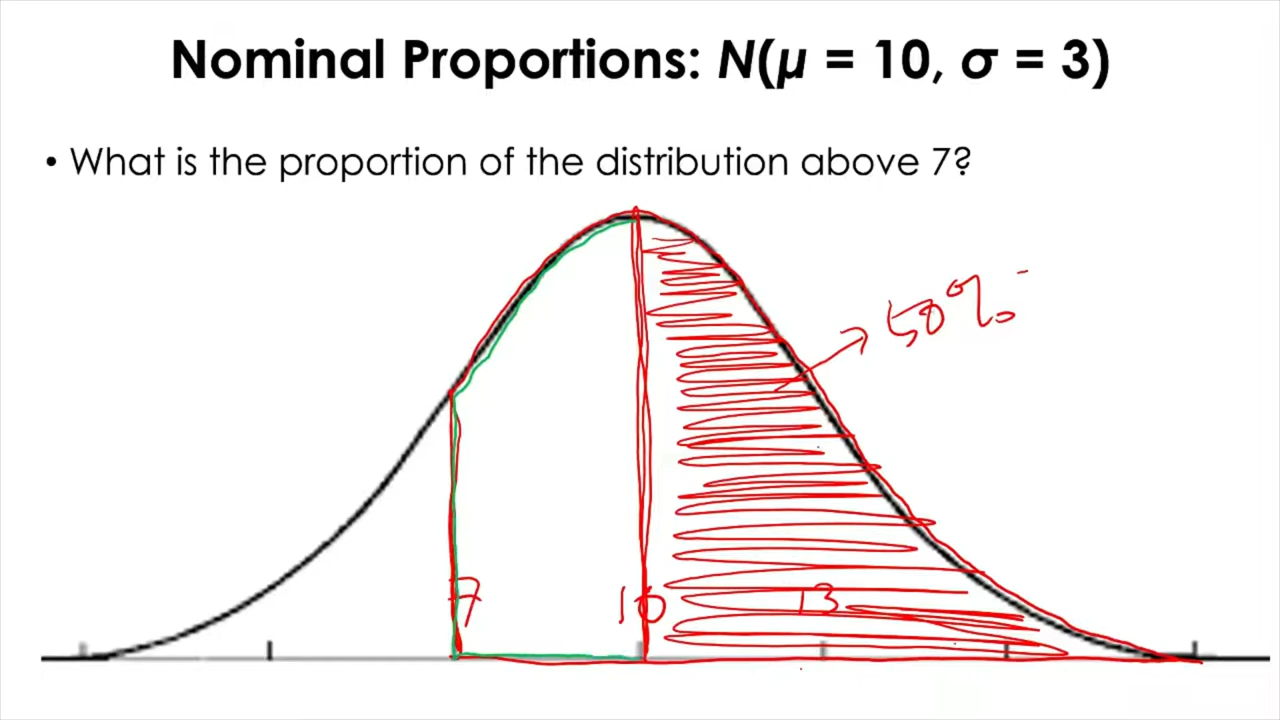 Nominal Proportions: N(μ = 10, σ = 3)
• What is the proportion of the distribution above 7?
50%
7 10 13